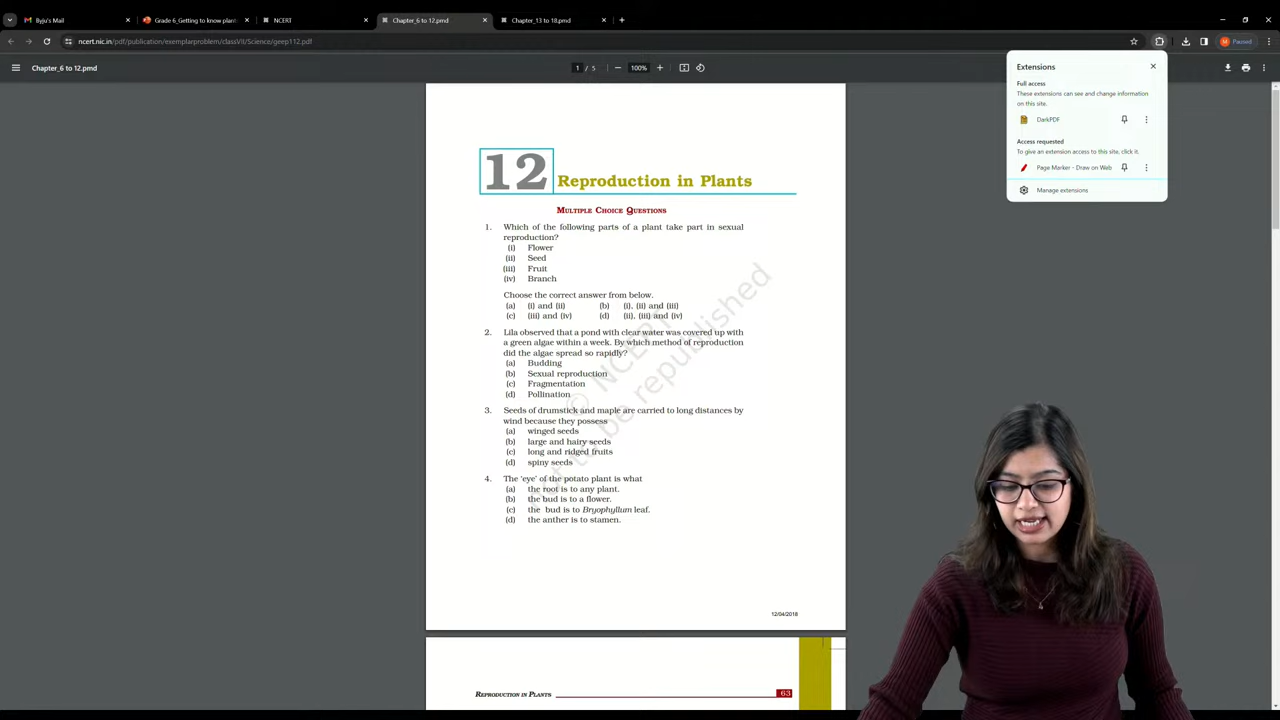 Byju's Mail
Grade 6_Getting to know plant
NCERT
Chapter_6 to 12.pmd
Chapter_13 to 18.pmd
ncert.nic.in/pdf/publication/exemplarproblem/classVII/Science/geep112.pdf
M Paused
Chapter_6 to 12.pmd
1 / 5
100%
Extensions
Full access
These extensions can see and change information
on this site.
DarkPDF
Access requested
To give an extension access to this site, click it.
Page Marker - Draw on Web
Manage extensions
12 Reproduction in Plants
MULTIPLE CHOICE QUESTIONS
1. Which of the following parts of a plant take part in sexual
reproduction?
(i) Flower
(ii) Seed
(iii) Fruit
(iv) Branch
Choose the correct answer from below.
(a) (i) and (ii) (b) (i), (ii) and (iii)
(c) (iii) and (iv) (d) (ii), (iii) and (iv)
2. Lila observed that a pond with clear water was covered up with
a green algae within a week. By which method of reproduction
did the algae spread so rapidly?
(a) Budding
(b) Sexual reproduction
(c) Fragmentation
(d) Pollination
3. Seeds of drumstick and maple are carried to long distances by
wind because they possess
(a) winged seeds
(b) large and hairy seeds
(c) long and ridged fruits
(d) spiny seeds
4. The 'eye' of the potato plant is what
(a) the root is to any plant.
(b) the bud is to a flower.
(c) the bud is to Bryophyllum leaf.
(d) the anther is to stamen.
© NCERT
not to be republished
12/04/2018
REPRODUCTION IN PLANTS 63